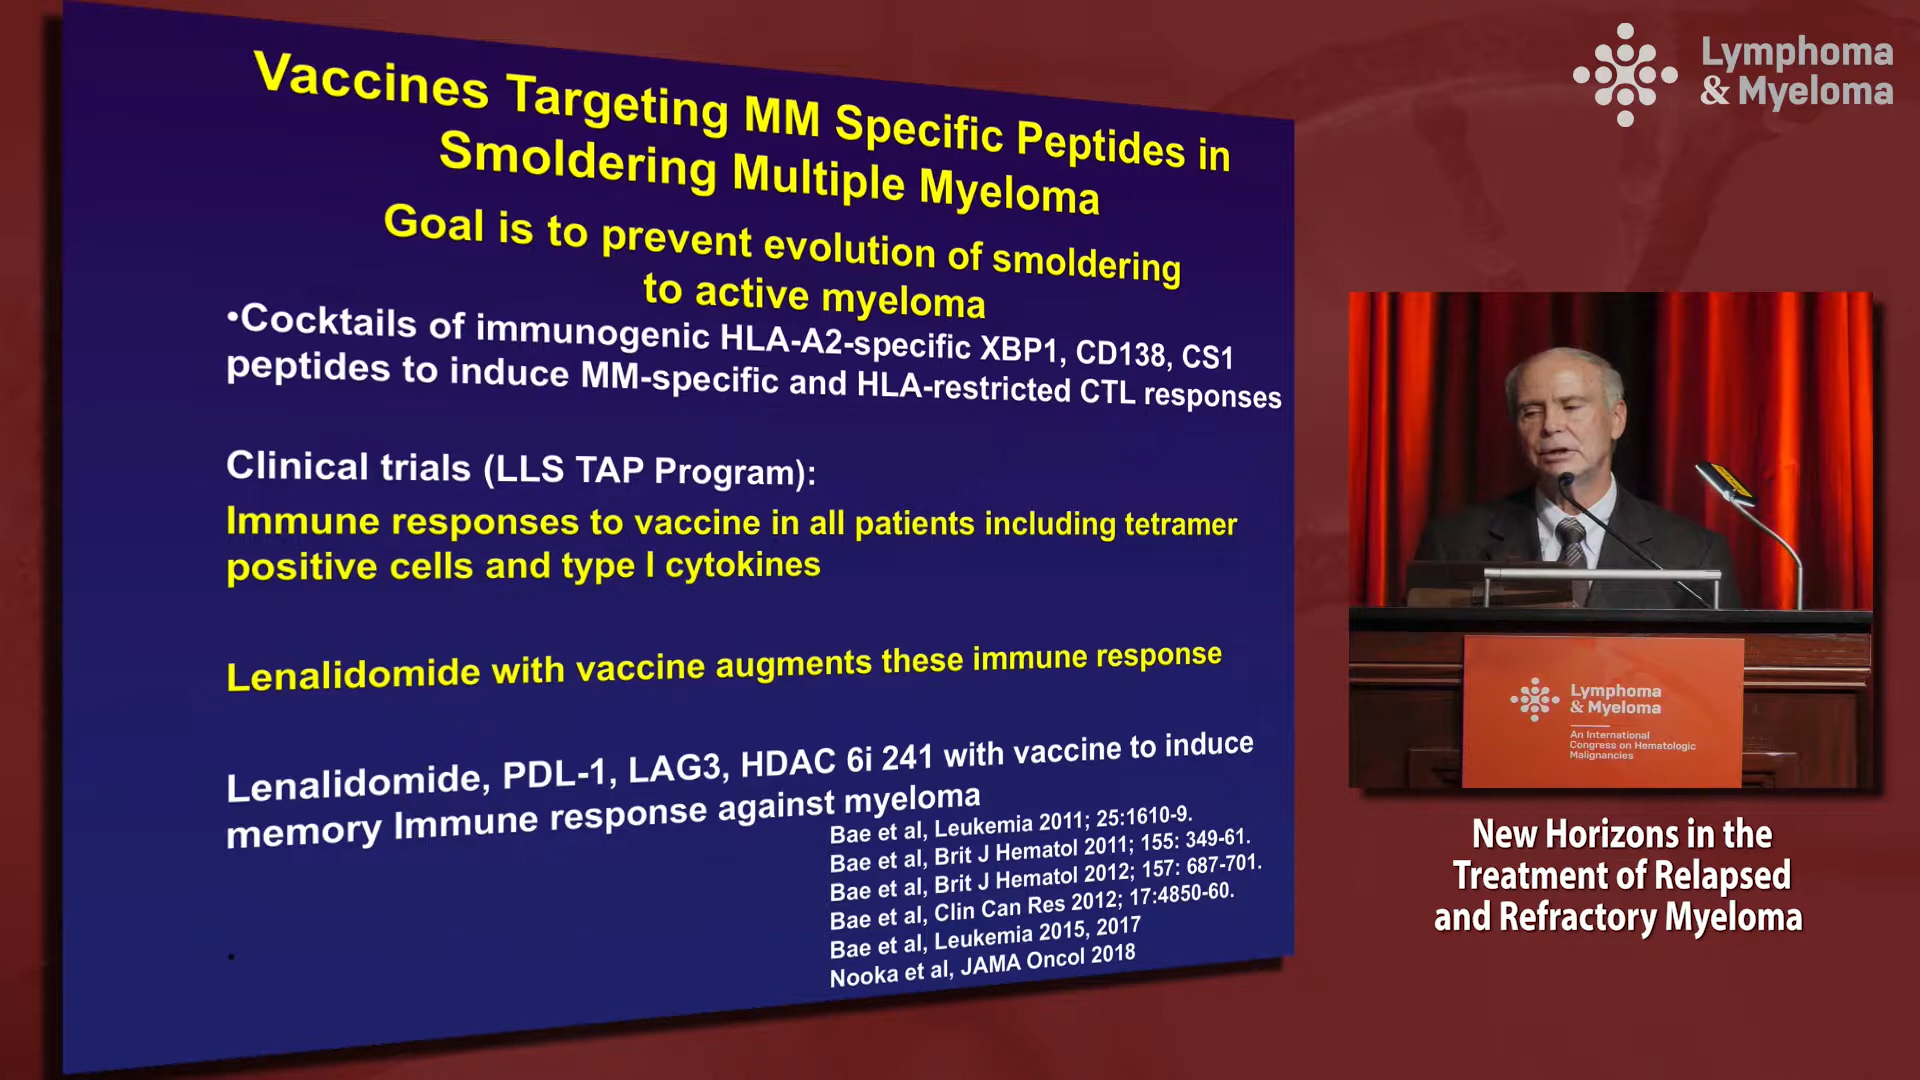 Vaccines Targeting MM Specific Peptides in
Smoldering Multiple Myeloma
Goal is to prevent evolution of smoldering
to active myeloma
•Cocktails of immunogenic HLA-A2-specific XBP1, CD138, CS1
peptides to induce MM-specific and HLA-restricted CTL responses
Clinical trials (LLS TAP Program):
Immune responses to vaccine in all patients including tetramer
positive cells and type I cytokines
Lenalidomide with vaccine augments these immune response
Lenalidomide, PDL-1, LAG3, HDAC 6i 241 with vaccine to induce
memory Immune response against myeloma
Bae et al, Leukemia 2011; 25:1610-9.
Bae et al, Brit J Hematol 2011; 155: 349-61.
Bae et al, Brit J Hematol 2012; 157: 687-701.
Bae et al, Clin Can Res 2012; 17:4850-60.
Bae et al, Leukemia 2015, 2017
Nooka et al, JAMA Oncol 2018
.
Lymphoma
& Myeloma
Lymphoma
& Myeloma
An International
Congress on Hematologic
Malignancies
New Horizons in the
Treatment of Relapsed
and Refractory Myeloma